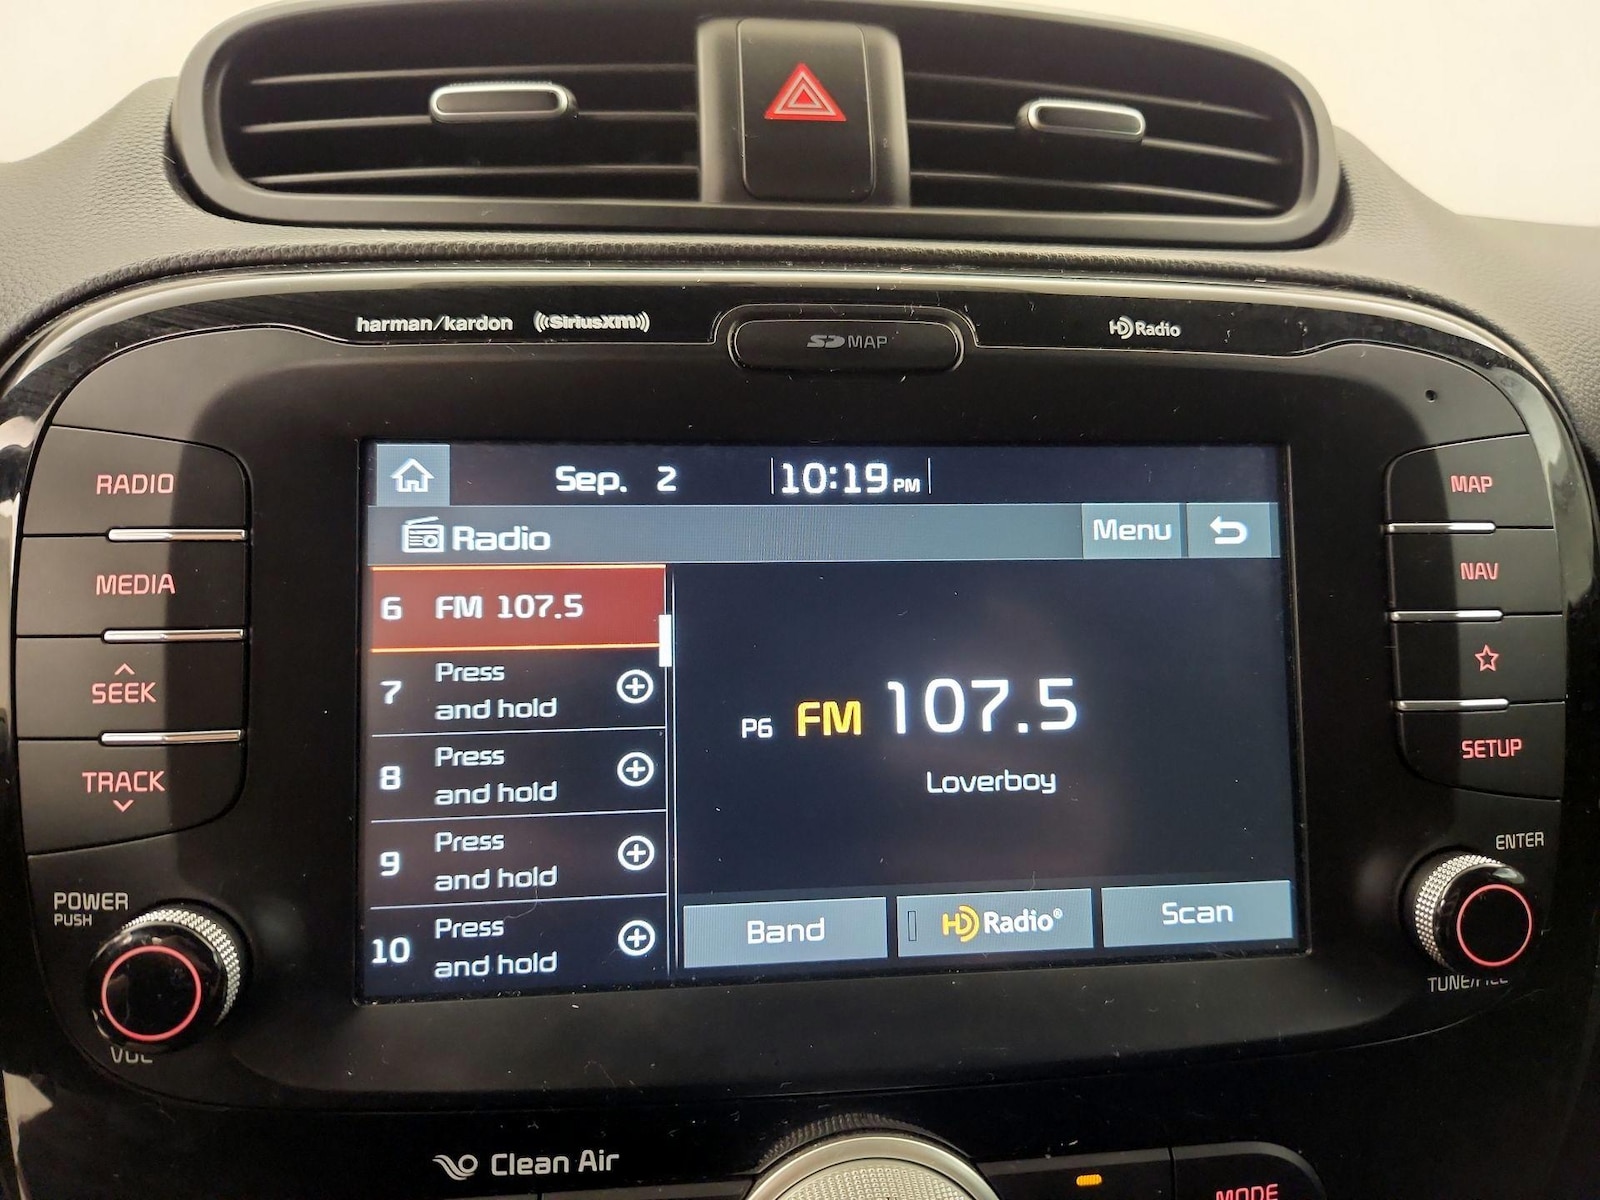 harman/kardon
SiriusXM
SD MAP
HD Radio
RADIO
MEDIA
SEEK
TRACK
POWER
PUSH
VOL
Sep. 2
10:19 PM
Radio
Menu
6 FM 107.5
7 Press
and hold
8 Press
and hold
9 Press
and hold
10 Press
and hold
P6 FM 107.5
Loverboy
Band
HD Radio®
Scan
MAP
NAV
SETUP
ENTER
Clean Air
MODE